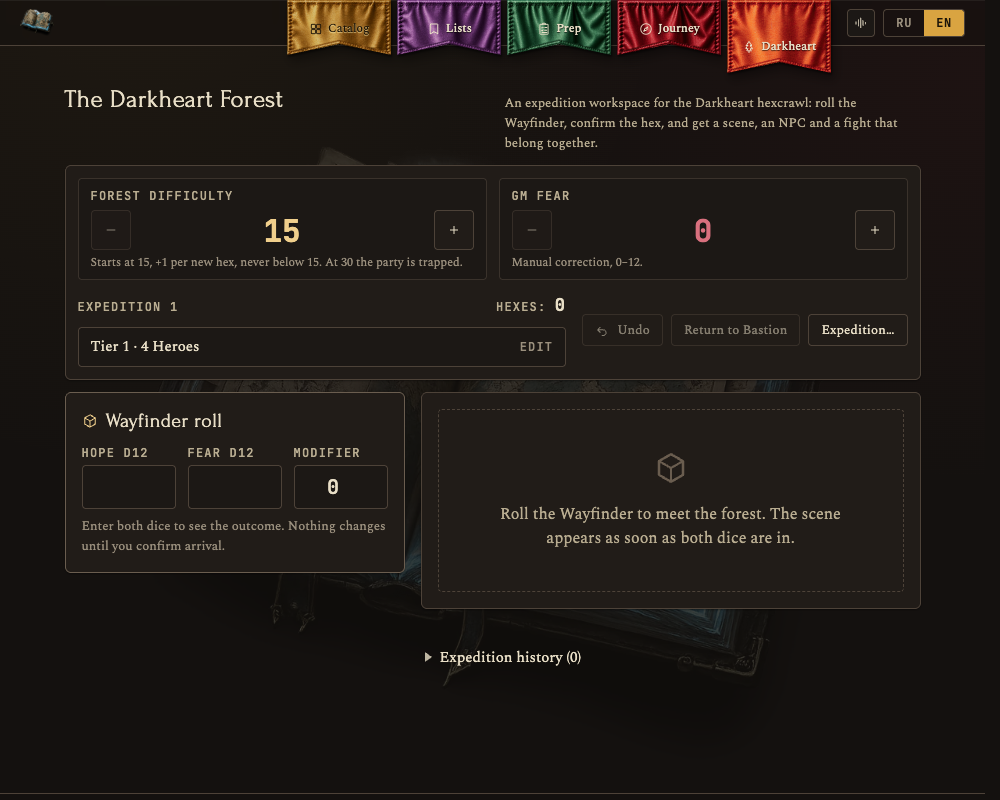 Catalog
Lists
Prep
Journey
Darkheart
RU
EN
The Darkheart Forest
An expedition workspace for the Darkheart hexcrawl: roll the
Wayfinder, confirm the hex, and get a scene, an NPC and a fight that
belong together.
FOREST DIFFICULTY
− 15 +
Starts at 15, +1 per new hex, never below 15. At 30 the party is trapped.
GM FEAR
− 0 +
Manual correction, 0–12.
EXPEDITION 1
HEXES: 0
Tier 1 · 4 Heroes
EDIT
Undo
Return to Bastion
Expedition…
Wayfinder roll
HOPE D12
FEAR D12
MODIFIER
0
Enter both dice to see the outcome. Nothing changes
until you confirm arrival.
Roll the Wayfinder to meet the forest. The scene
appears as soon as both dice are in.
Expedition history (0)